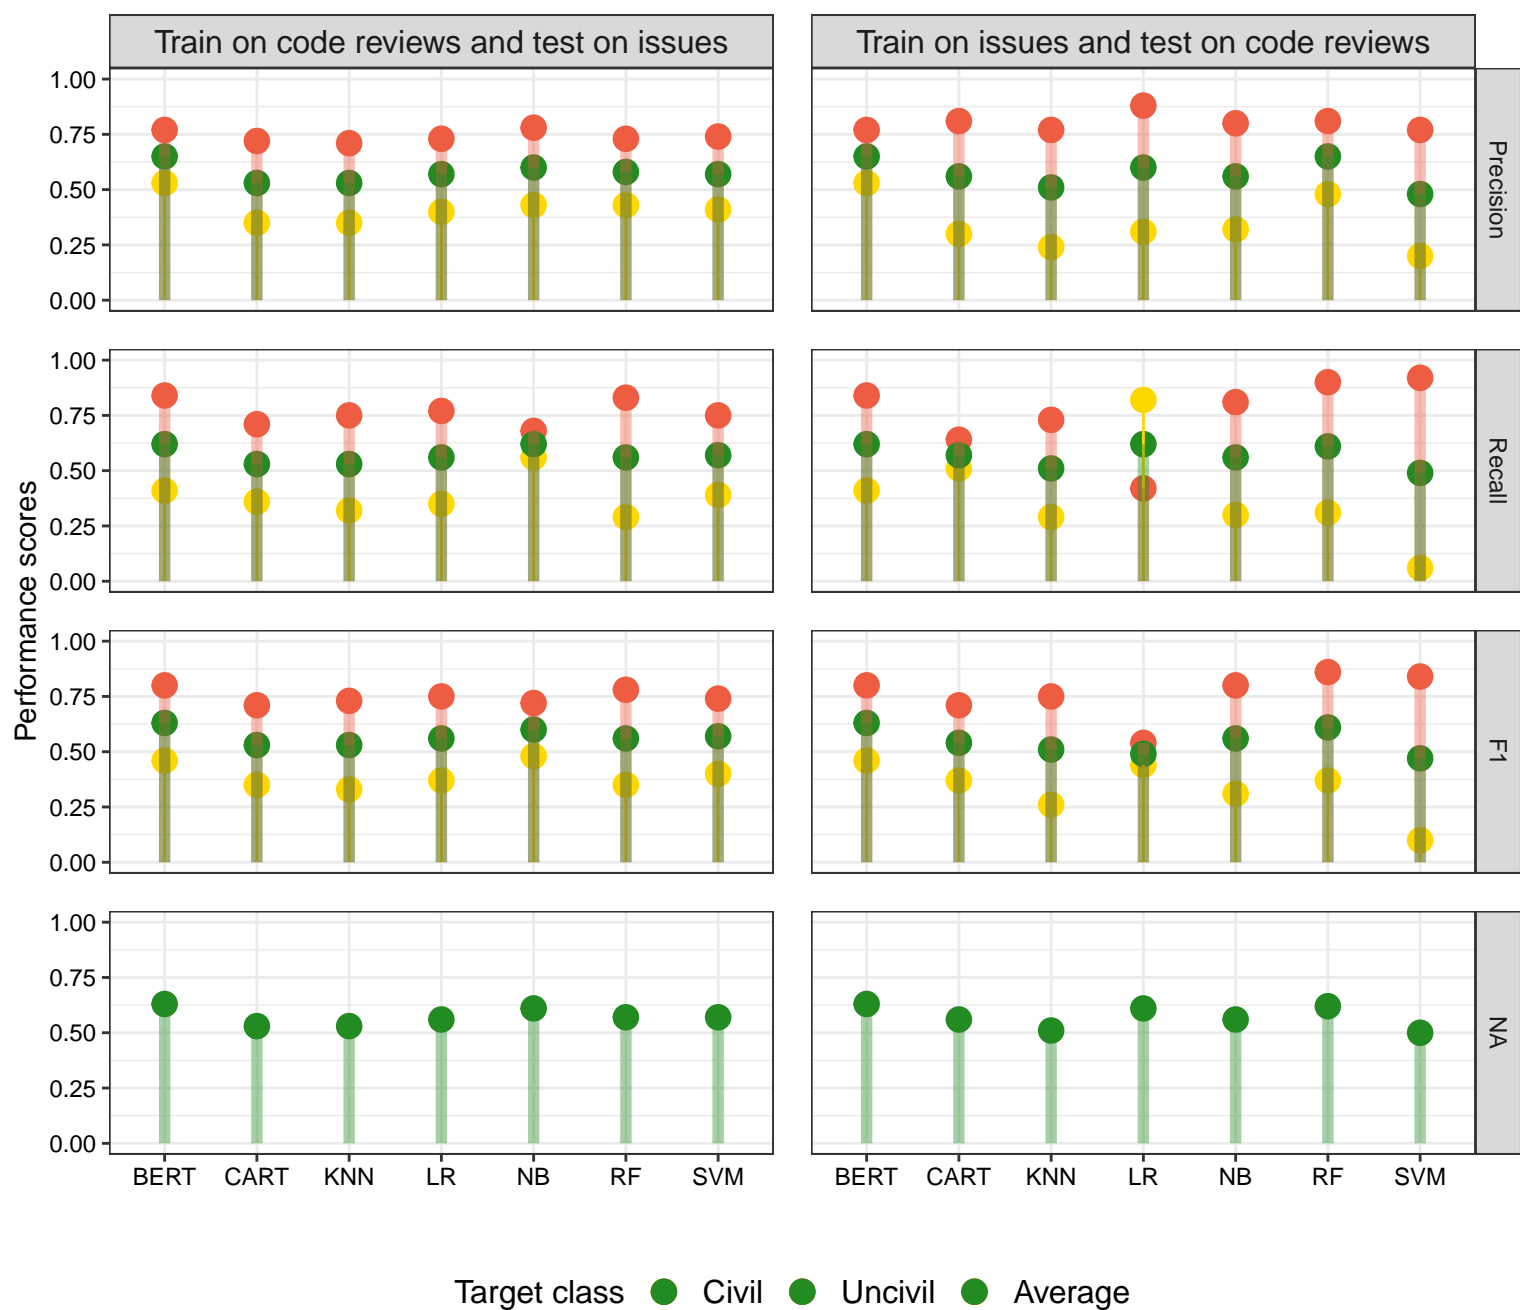 Train on code reviews and test on issues
Train on issues and test on code reviews
1.00
0.75
0.50
0.25
0.00
Precision
1.00
0.75
0.50
0.25
0.00
Recall
1.00
0.75
0.50
0.25
0.00
F1
1.00
0.75
0.50
0.25
0.00
NA
Performance scores
BERT CART KNN LR NB RF SVM
BERT CART KNN LR NB RF SVM
Target class Civil Uncivil Average